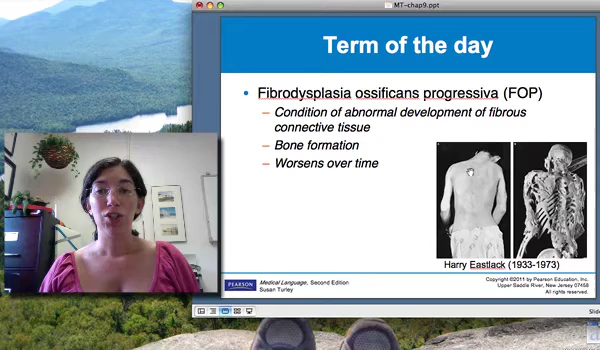 MT-chap9.ppt
Term of the day
• Fibrodysplasia ossificans progressiva (FOP)
– Condition of abnormal development of fibrous
connective tissue
– Bone formation
– Worsens over time
Harry Eastlack (1933-1973)
PEARSON
Medical Language, Second Edition
Susan Turley
Copyright ©2011 by Pearson Education, Inc.
Upper Saddle River, New Jersey 07458
All rights reserved.
Slide